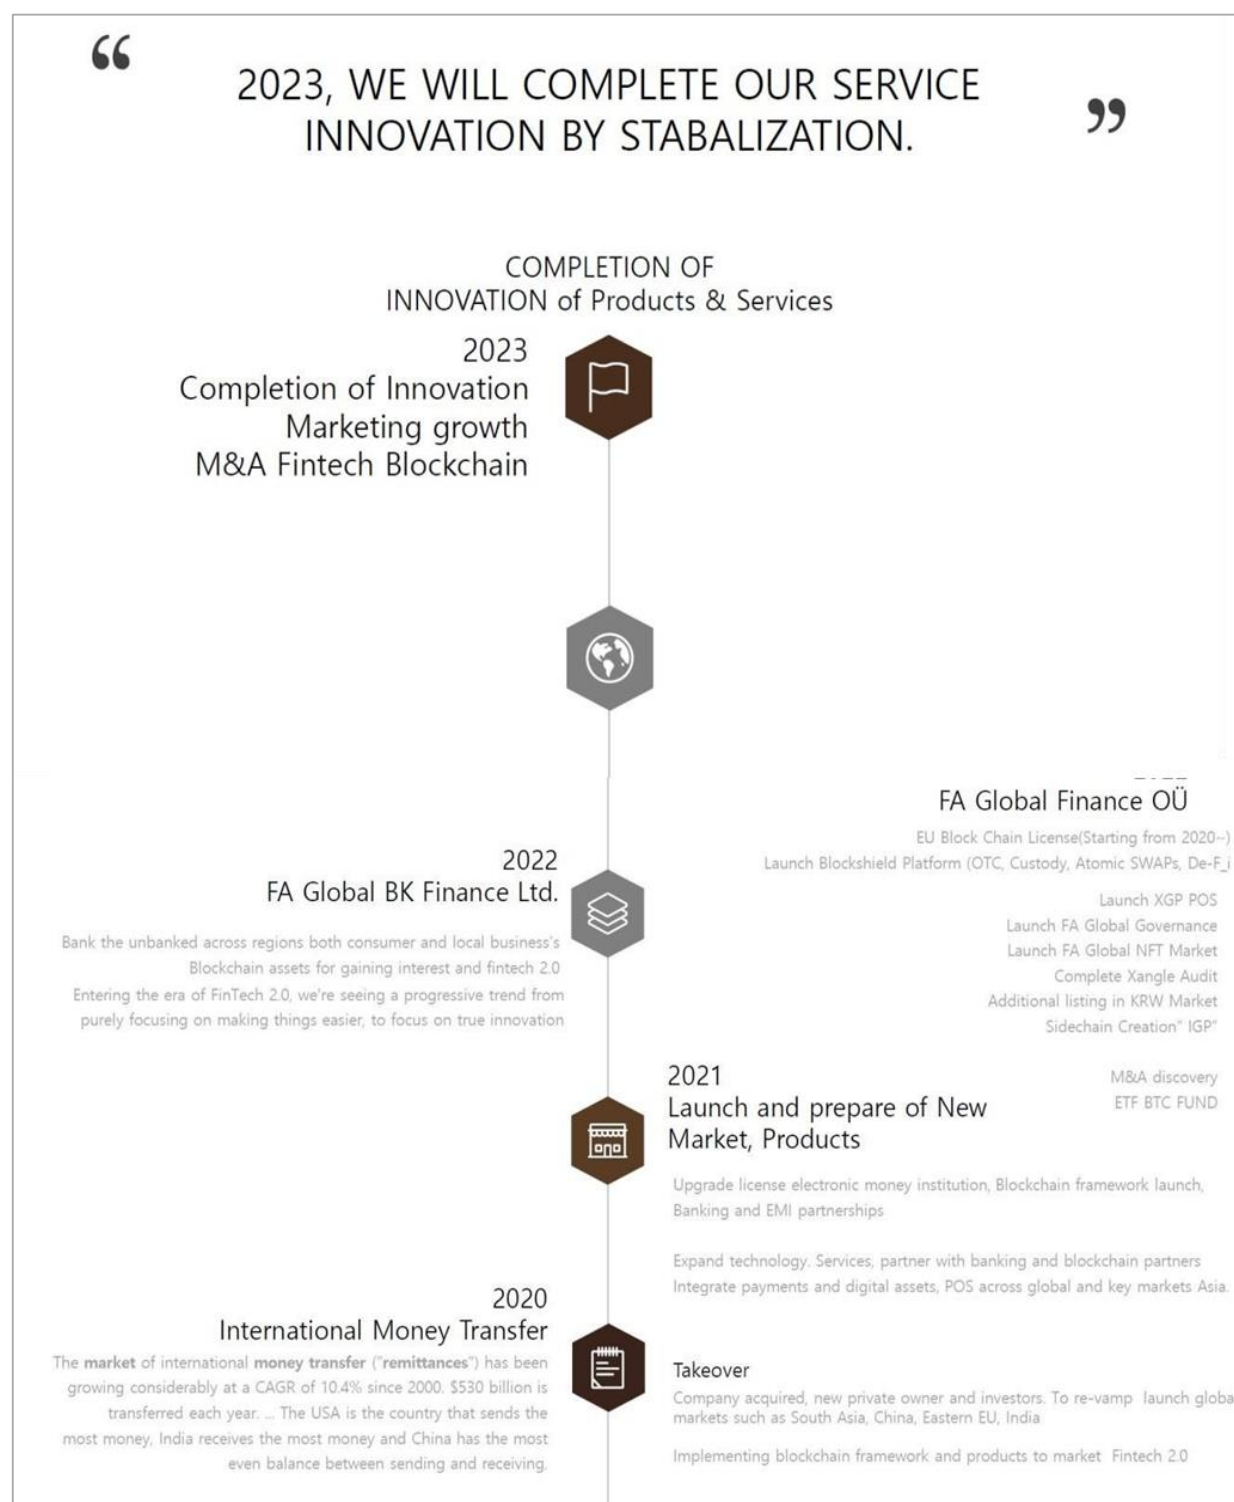 “
2023, WE WILL COMPLETE OUR SERVICE
INNOVATION BY STABALIZATION.
”
COMPLETION OF
INNOVATION of Products & Services
2023
Completion of Innovation
Marketing growth
M&A Fintech Blockchain
FA Global Finance OÜ
EU Block Chain License(Starting from 2020~)
Launch Blockshield Platform (OTC, Custody, Atomic SWAPs, De-F_i
Launch XGP POS
Launch FA Global Governance
Launch FA Global NFT Market
Complete Xangle Audit
Additional listing in KRW Market
Sidechain Creation" IGP"
M&A discovery
ETF BTC FUND
2022
FA Global BK Finance Ltd.
Bank the unbanked across regions both consumer and local business's
Blockchain assets for gaining interest and fintech 2.0
Entering the era of FinTech 2.0, we're seeing a progressive trend from
purely focusing on making things easier, to focus on true innovation
2021
Launch and prepare of New
Market, Products
Upgrade license electronic money institution, Blockchain framework launch,
Banking and EMI partnerships
Expand technology. Services, partner with banking and blockchain partners
Integrate payments and digital assets, POS across global and key markets Asia.
2020
International Money Transfer
The market of international money transfer ("remittances") has been
growing considerably at a CAGR of 10.4% since 2000. $530 billion is
transferred each year. ... The USA is the country that sends the
most money, India receives the most money and China has the most
even balance between sending and receiving.
Takeover
Company acquired, new private owner and investors. To re-vamp launch globa
markets such as South Asia, China, Eastern EU, India
Implementing blockchain framework and products to market Fintech 2.0